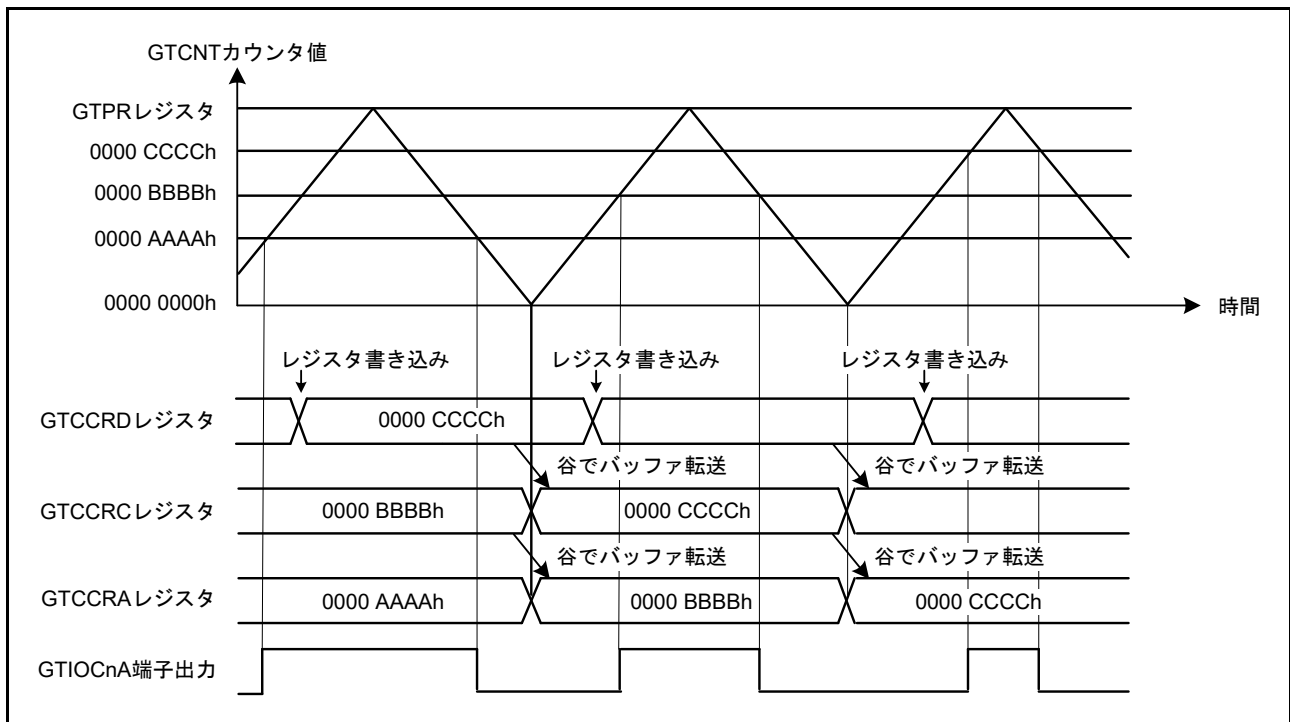 GTCNTカウンタ値
GTPRレジスタ
0000 CCCCh
0000 BBBBh
0000 AAAAh
0000 0000h
時間
レジスタ書き込み
レジスタ書き込み
レジスタ書き込み
GTCCRDレジスタ
0000 CCCCh
谷でバッファ転送
谷でバッファ転送
GTCCRCレジスタ
0000 BBBBh
0000 CCCCh
谷でバッファ転送
谷でバッファ転送
GTCCRAレジスタ
0000 AAAAh
0000 BBBBh
0000 CCCCh
GTIOCnA端子出力